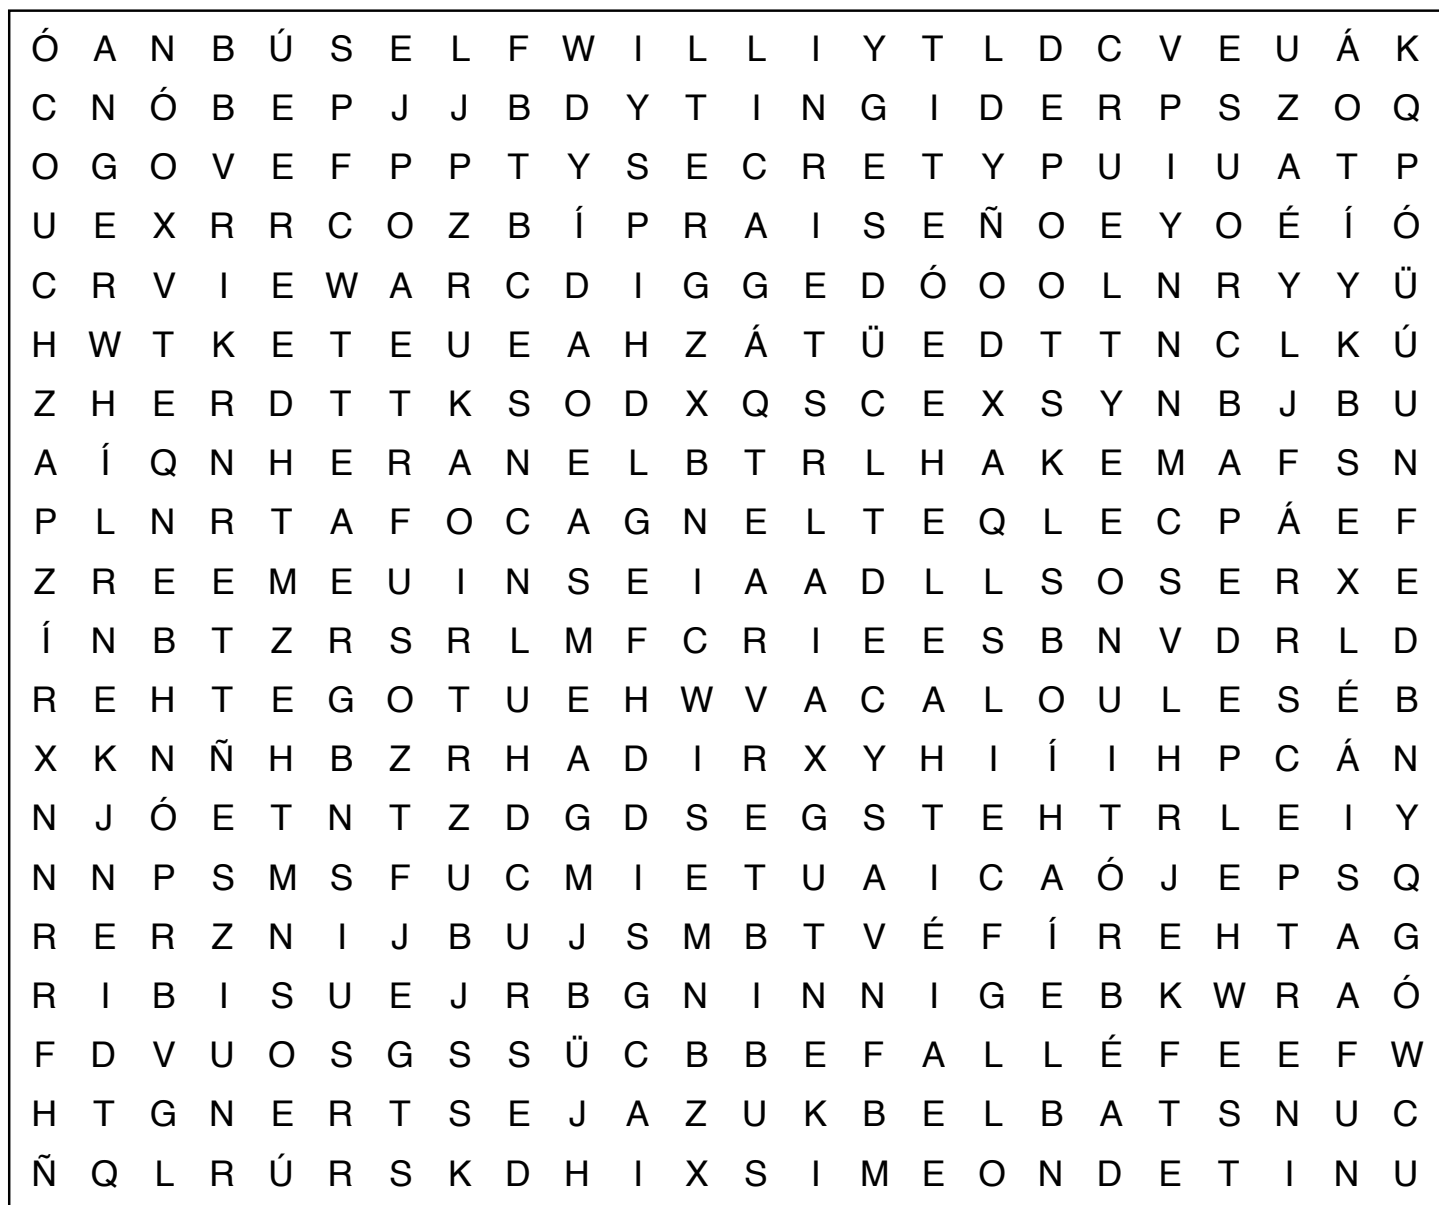 Ó A N B Ú S E L F W I L L I Y T L D C V E U Á K
C N Ó B E P J J B D Y T I N G I D E R P S Z O Q
O G O V E F P P T Y S E C R E T Y P U I U A T P
U E X R R C O Z B Í P R A I S E Ñ O E Y O É Í Ó
C R V I E W A R C D I G G E D Ó O O L N R Y Y Ü
H W T K E T E U E A H Z Á T Ü E D T T N C L K Ú
Z H E R D T T K S O D X Q S C E X S Y N B J B U
A Í Q N H E R A N E L B T R L H A K E M A F S N
P L N R T A F O C A G N E L T E Q L E C P Á E F
Z R E E M E U I N S E I A A D L L S O S E R X E
Í N B T Z R S R L M F C R I E E S B N V D R L D
R E H T E G O T U E H W V A C A L O U L E S É B
X K N Ñ H B Z R H A D I R X Y H I Í I H P C Á N
N J Ó E T N T Z D G D S E G S T E H T R L E I Y
N N P S M S F U C M I E T U A I C A Ó J E P S Q
R E R Z N I J B U J S M B T V É F Í R E H T A G
R I B I S U E J R B G N I N N I G E B K W R A Ó
F D V U O S G S S Ü C B B E F A L L É F E E F W
H T G N E R T S E J A Z U K B E L B A T S N U C
Ñ Q L R Ú R S K D H I X S I M E O N D E T I N U